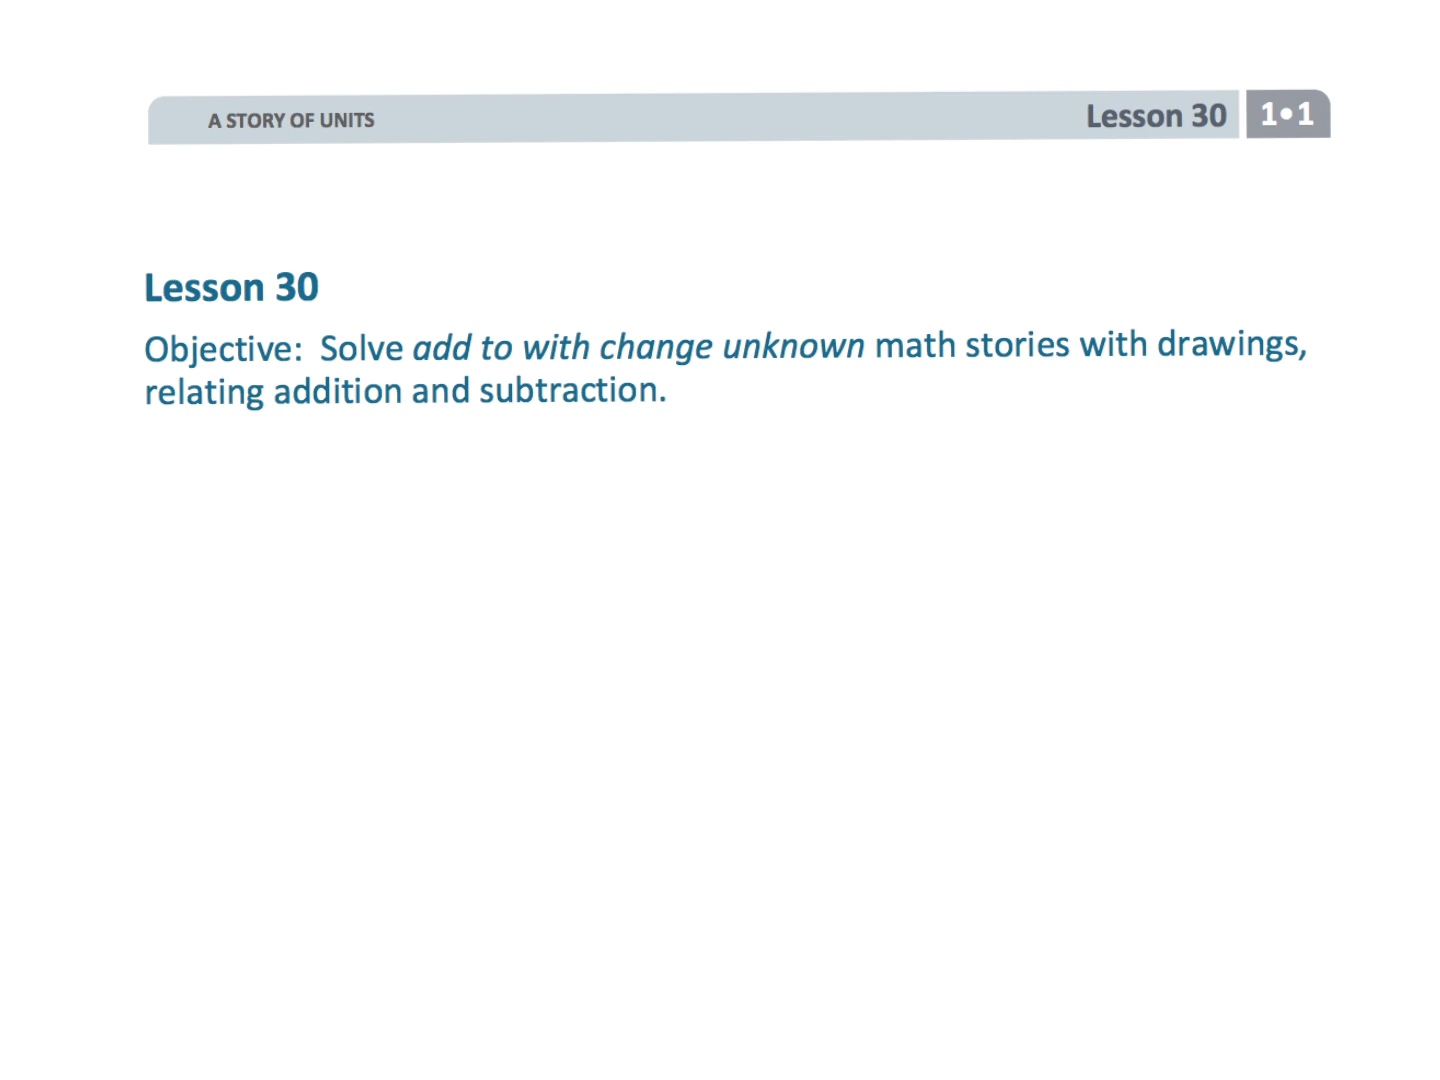 A STORY OF UNITS
Lesson 30
1•1
Lesson 30
Objective: Solve add to with change unknown math stories with drawings,
relating addition and subtraction.